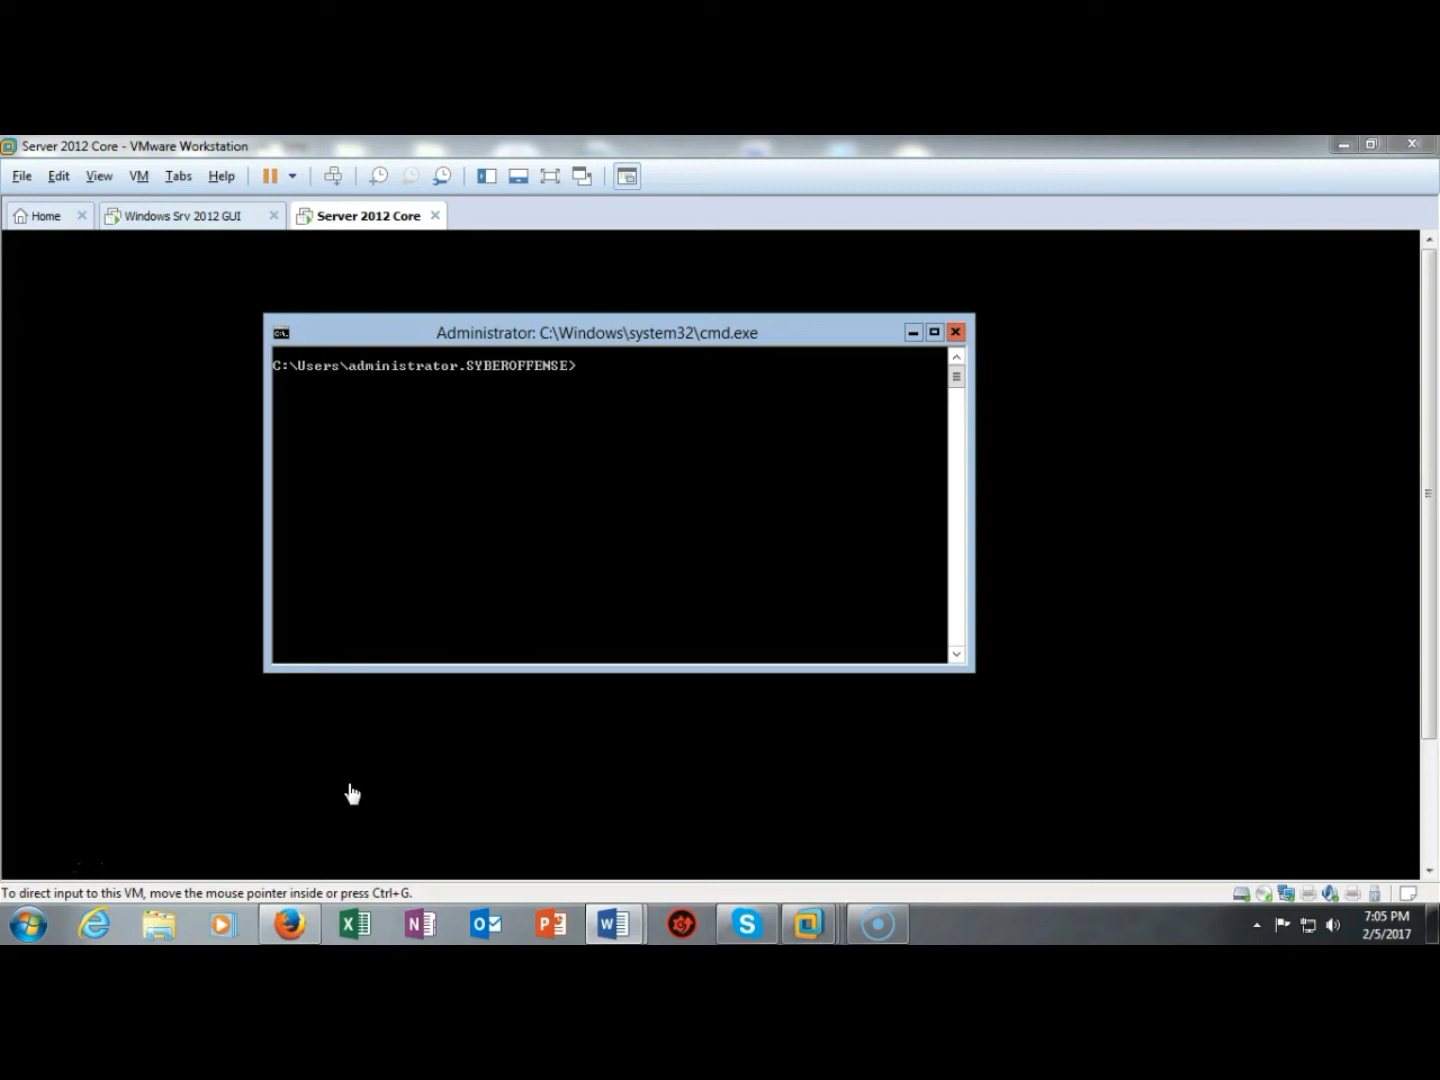 Server 2012 Core - VMware Workstation
File Edit View VM Tabs Help
Home Windows Srv 2012 GUI Server 2012 Core
Administrator: C:\Windows\system32\cmd.exe
C:\Users\administrator.SYBEROFFENSE>
To direct input to this VM, move the mouse pointer inside or press Ctrl+G.
7:05 PM
2/5/2017